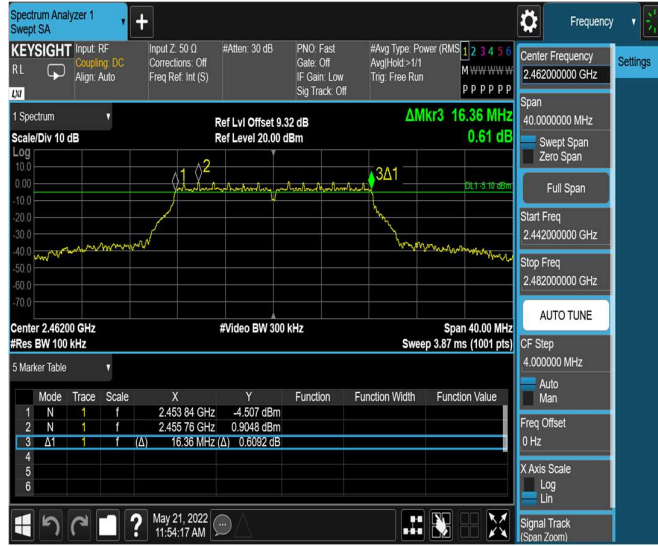 Spectrum Analyzer 1
Swept SA
Frequency
KEYSIGHT
RL
LXI
Input: RF
Coupling: DC
Align: Auto
Input Z: 50 Ω
Corrections: Off
Freq Ref: Int (S)
#Atten: 30 dB
PNO: Fast
Gate: Off
IF Gain: Low
Sig Track: Off
#Avg Type: Power (RMS
Avg|Hold:>1/1
Trig: Free Run
1 2 3 4 5 6
M W W W W W
P P P P P P
1 Spectrum
Scale/Div 10 dB
Ref Lvl Offset 9.32 dB
Ref Level 20.00 dBm
ΔMkr3 16.36 MHz
0.61 dB
Log
10.0
0.00
-10.0
-20.0
-30.0
-40.0
-50.0
-60.0
-70.0
1
2
3Δ1
DL1 -5.10 dBm
Center 2.46200 GHz
#Res BW 100 kHz
#Video BW 300 kHz
Span 40.00 MHz
Sweep 3.87 ms (1001 pts)
5 Marker Table
Mode Trace Scale X Y Function Function Width Function Value
1 N 1 f 2.453 84 GHz -4.507 dBm
2 N 1 f 2.455 76 GHz 0.9048 dBm
3 Δ1 1 f (Δ) 16.36 MHz (Δ) 0.6092 dB
4
5
6
May 21, 2022
11:54:17 AM
Center Frequency
2.462000000 GHz
Settings
Span
40.0000000 MHz
Swept Span
Zero Span
Full Span
Start Freq
2.442000000 GHz
Stop Freq
2.482000000 GHz
AUTO TUNE
CF Step
4.000000 MHz
Auto
Man
Freq Offset
0 Hz
X Axis Scale
Log
Lin
Signal Track
(Span Zoom)